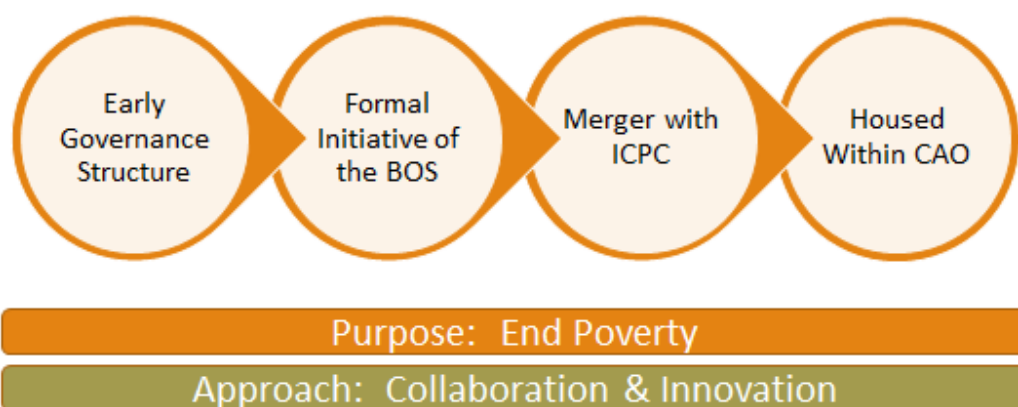 Early
Governance
Structure
Formal
Initiative of
the BOS
Merger with
ICPC
Housed
Within CAO
Purpose: End Poverty
Approach: Collaboration & Innovation